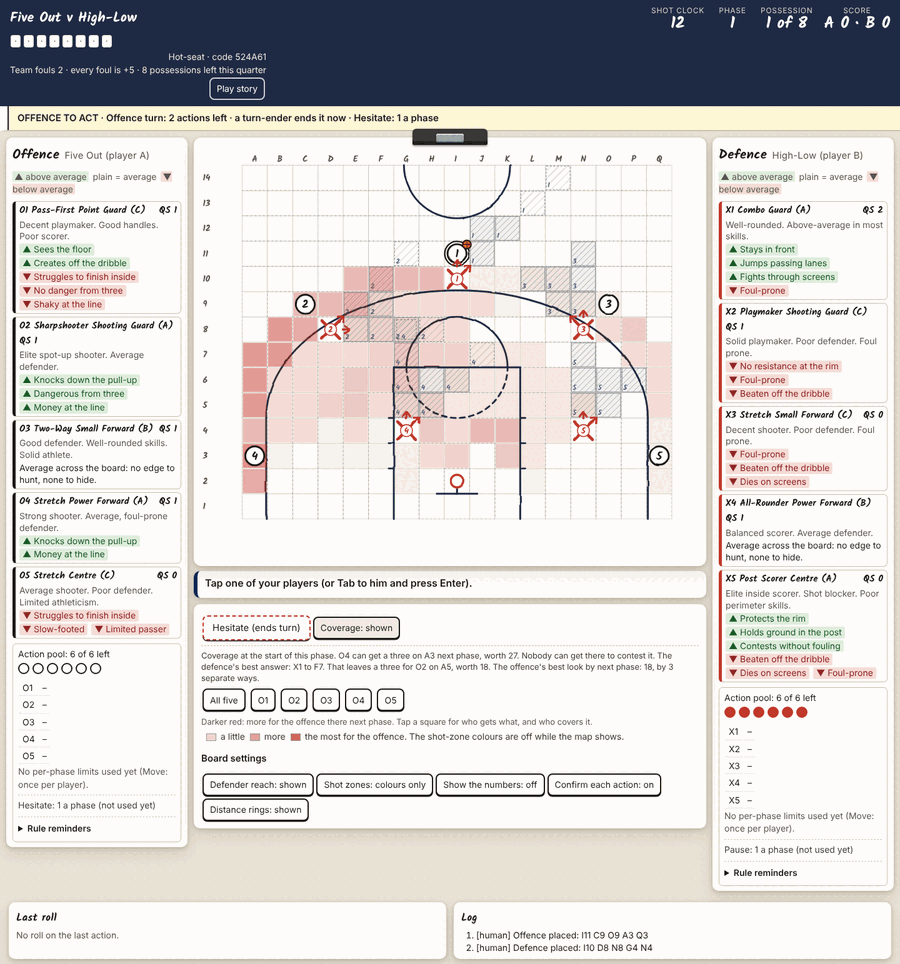 Five Out v High-Low
SHOT CLOCK
12
PHASE
1
POSSESSION
1 of 8
SCORE
A 0 · B 0
Hot-seat · code 524A61
Team fouls 2 · every foul is +5 · 8 possessions left this quarter
Play story
OFFENCE TO ACT · Offence turn: 2 actions left · a turn-ender ends it now · Hesitate: 1 a phase
Offence Five Out (player A)
▲ above average plain = average ▼
below average
O1 Pass-First Point Guard (C) QS 1
Decent playmaker. Good handles.
Poor scorer.
▲ Sees the floor
▲ Creates off the dribble
▼ Struggles to finish inside
▼ No danger from three
▼ Shaky at the line
O2 Sharpshooter Shooting Guard (A)
QS 1
Elite spot-up shooter. Average
defender.
▲ Knocks down the pull-up
▲ Dangerous from three
▲ Money at the line
O3 Two-Way Small Forward (B) QS 1
Good defender. Well-rounded skills.
Solid athlete.
Average across the board: no edge to
hunt, none to hide.
O4 Stretch Power Forward (A) QS 1
Strong shooter. Average, foul-prone
defender.
▲ Knocks down the pull-up
▲ Money at the line
O5 Stretch Centre (C) QS 0
Average shooter. Poor defender.
Limited athleticism.
▼ Struggles to finish inside
▼ Slow-footed ▼ Limited passer
Action pool: 6 of 6 left
O1 –
O2 –
O3 –
O4 –
O5 –
No per-phase limits used yet (Move:
once per player).
Hesitate: 1 a phase (not used yet)
▶ Rule reminders
A B C D E F G H I J K L M N O P Q
14
13
12
11
10
9
8
7
6
5
4
3
2
1
Tap one of your players (or Tab to him and press Enter).
Hesitate (ends turn) Coverage: shown
Coverage at the start of this phase. O4 can get a three on A3 next phase, worth 27. Nobody can get there to contest it. The
defence's best answer: X1 to F7. That leaves a three for O2 on A5, worth 18. The offence's best look by next phase: 18, by 3
separate ways.
All five O1 O2 O3 O4 O5
Darker red: more for the offence there next phase. Tap a square for who gets what, and who covers it.
a little more the most for the offence. The shot-zone colours are off while the map shows.
Board settings
Defender reach: shown Shot zones: colours only Show the numbers: off Confirm each action: on
Distance rings: shown
Defence High-Low (player B)
▲ above average plain = average ▼
below average
X1 Combo Guard (A) QS 2
Well-rounded. Above-average in most
skills.
▲ Stays in front
▲ Jumps passing lanes
▲ Fights through screens
▼ Foul-prone
X2 Playmaker Shooting Guard (C)
QS 1
Solid playmaker. Poor defender. Foul
prone.
▼ No resistance at the rim
▼ Foul-prone
▼ Beaten off the dribble
X3 Stretch Small Forward (C) QS 0
Decent shooter. Poor defender. Foul
prone.
▼ Foul-prone
▼ Beaten off the dribble
▼ Dies on screens
X4 All-Rounder Power Forward (B)
QS 1
Balanced scorer. Average defender.
Average across the board: no edge to
hunt, none to hide.
X5 Post Scorer Centre (A) QS 0
Elite inside scorer. Shot blocker. Poor
perimeter skills.
▲ Protects the rim
▲ Holds ground in the post
▲ Contests without fouling
▼ Beaten off the dribble
▼ Dies on screens ▼ Foul-prone
Action pool: 6 of 6 left
X1 –
X2 –
X3 –
X4 –
X5 –
No per-phase limits used yet (Move:
once per player).
Pause: 1 a phase (not used yet)
▶ Rule reminders
Last roll
No roll on the last action.
Log
1. [human] Offence placed: I11 C9 O9 A3 Q3
2. [human] Defence placed: I10 D8 N8 G4 N4